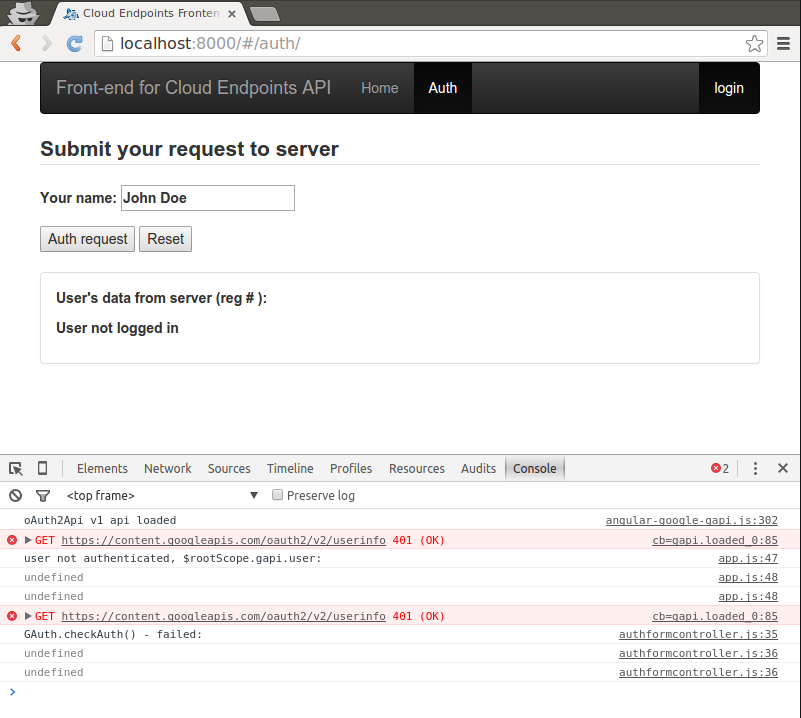 Cloud Endpoints Fronten
localhost:8000/#/auth/
Front-end for Cloud Endpoints API Home Auth login
Submit your request to server
Your name: John Doe
Auth request Reset
User's data from server (reg # ):
User not logged in
Elements Network Sources Timeline Profiles Resources Audits Console 2
<top frame> Preserve log
oAuth2Api v1 api loaded angular-google-gapi.js:302
GET https://content.googleapis.com/oauth2/v2/userinfo 401 (OK) cb=gapi.loaded_0:85
user not authenticated, $rootScope.gapi.user: app.js:47
undefined app.js:48
undefined app.js:48
GET https://content.googleapis.com/oauth2/v2/userinfo 401 (OK) cb=gapi.loaded_0:85
GAuth.checkAuth() - failed: authformcontroller.js:35
undefined authformcontroller.js:36
undefined authformcontroller.js:36